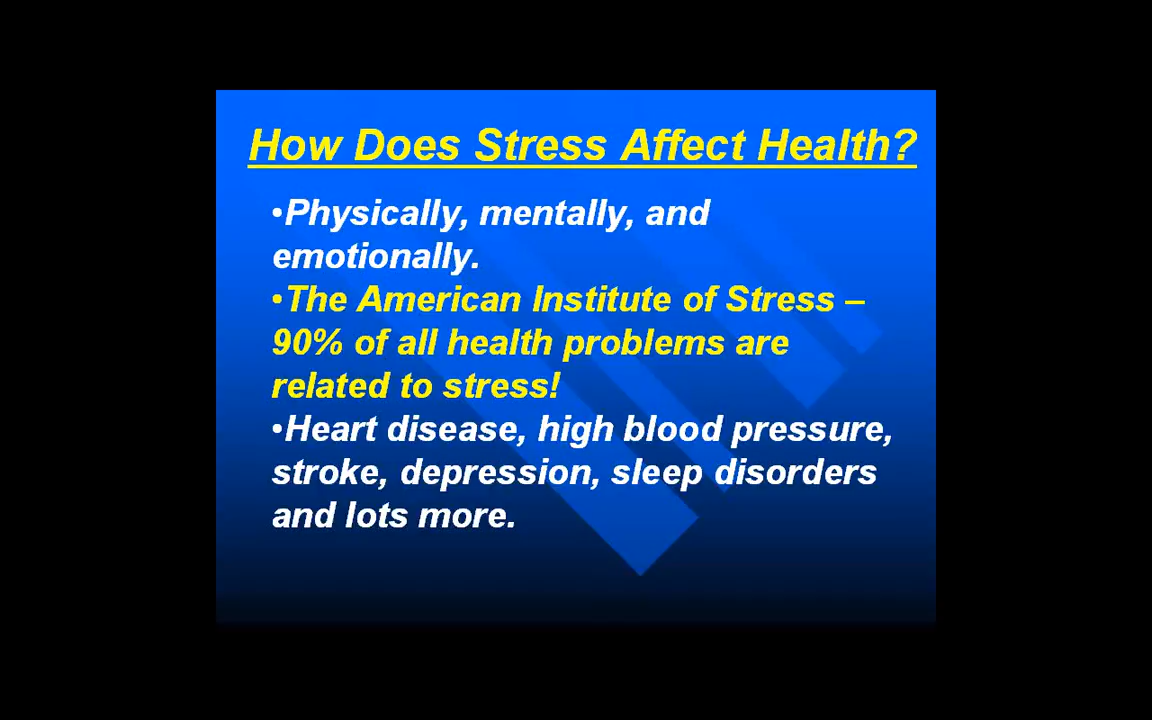 How Does Stress Affect Health?
•Physically, mentally, and
emotionally.
•The American Institute of Stress –
90% of all health problems are
related to stress!
•Heart disease, high blood pressure,
stroke, depression, sleep disorders
and lots more.